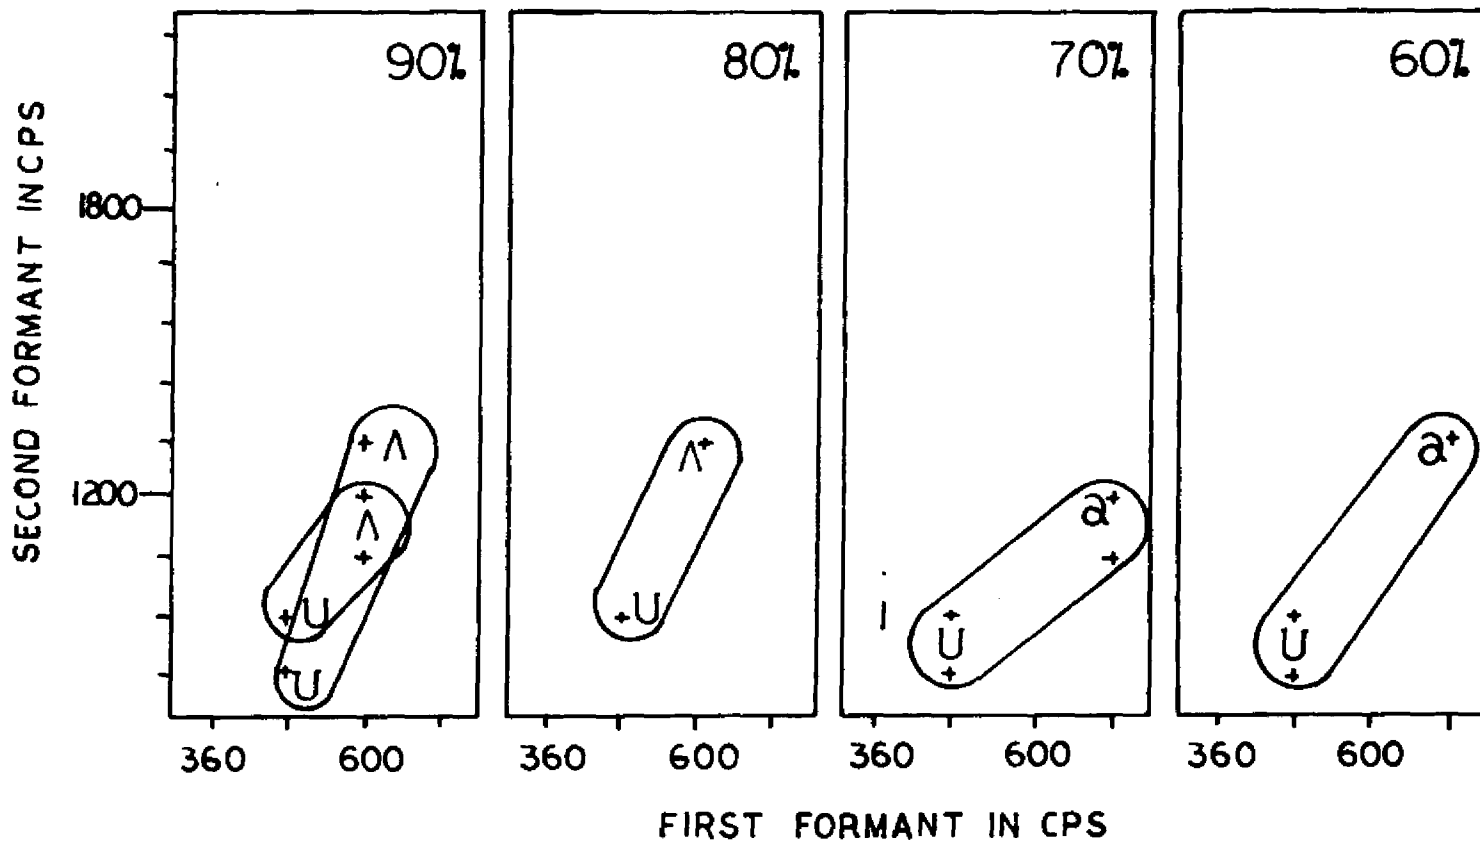 90% 80% 70% 60%
SECOND FORMANT IN CPS
1800
1200
Λ Λ U U
Λ U
a U
a U
360 600 360 600 360 600 360 600
FIRST FORMANT IN CPS